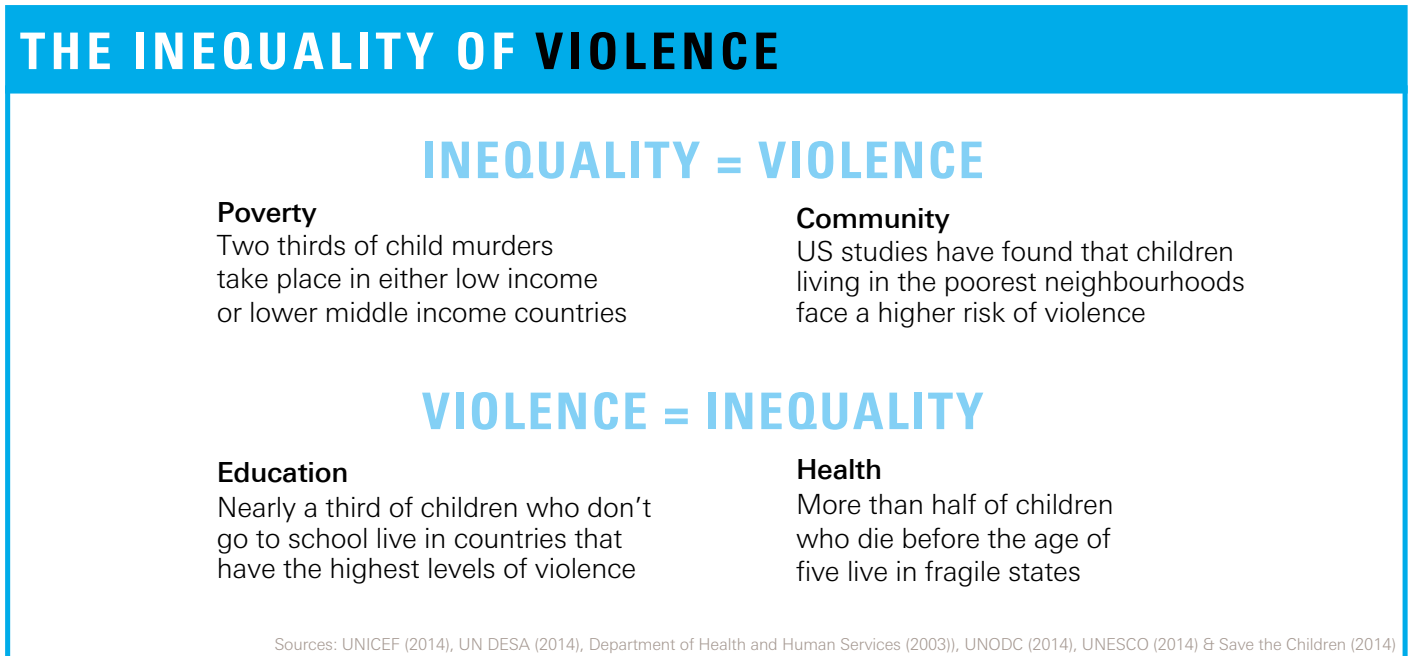 THE INEQUALITY OF VIOLENCE
INEQUALITY = VIOLENCE
Poverty
Two thirds of child murders
take place in either low income
or lower middle income countries
Community
US studies have found that children
living in the poorest neighbourhoods
face a higher risk of violence
VIOLENCE = INEQUALITY
Education
Nearly a third of children who don’t
go to school live in countries that
have the highest levels of violence
Health
More than half of children
who die before the age of
five live in fragile states
Sources: UNICEF (2014), UN DESA (2014), Department of Health and Human Services (2003)), UNODC (2014), UNESCO (2014) & Save the Children (2014)